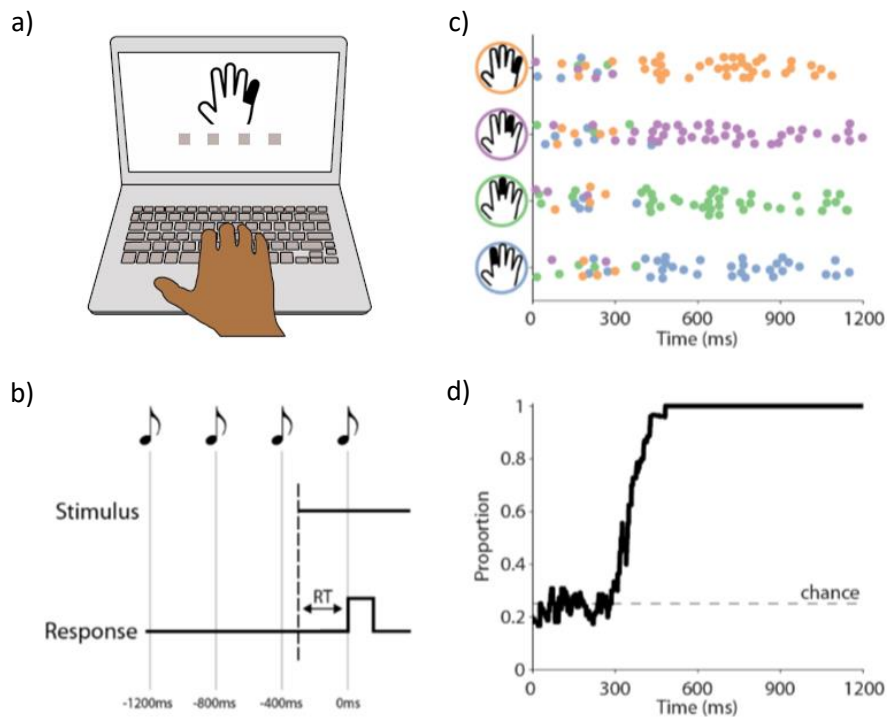 a)
b)
Stimulus
RT
Response
-1200ms -800ms -400ms 0ms
c)
0 300 600 900 1200
Time (ms)
d)
1
0.8
0.6
0.4
0.2
0
Proportion
chance
0 300 600 900 1200
Time (ms)